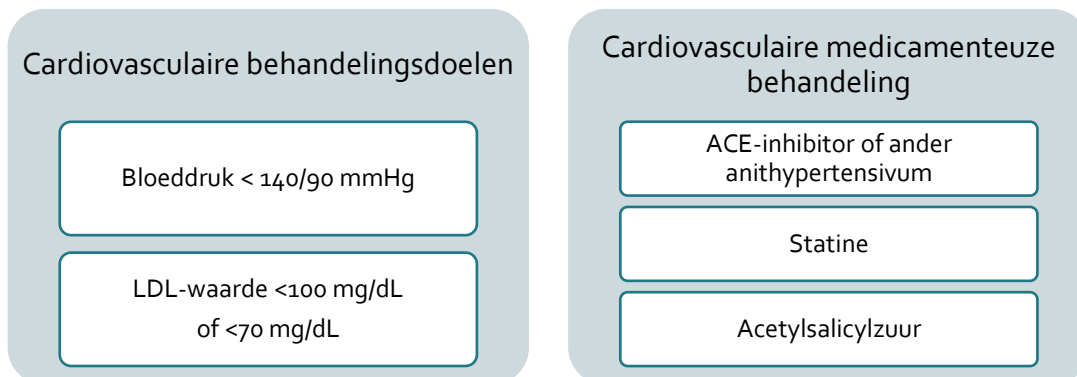 Cardiovasculaire behandelingsdoelen
Bloeddruk < 140/90 mmHg
LDL-waarde <100 mg/dL
of <70 mg/dL
Cardiovasculaire medicamenteuze
behandeling
ACE-inhibitor of ander
anithypertensivum
Statine
Acetylsalicylzuur